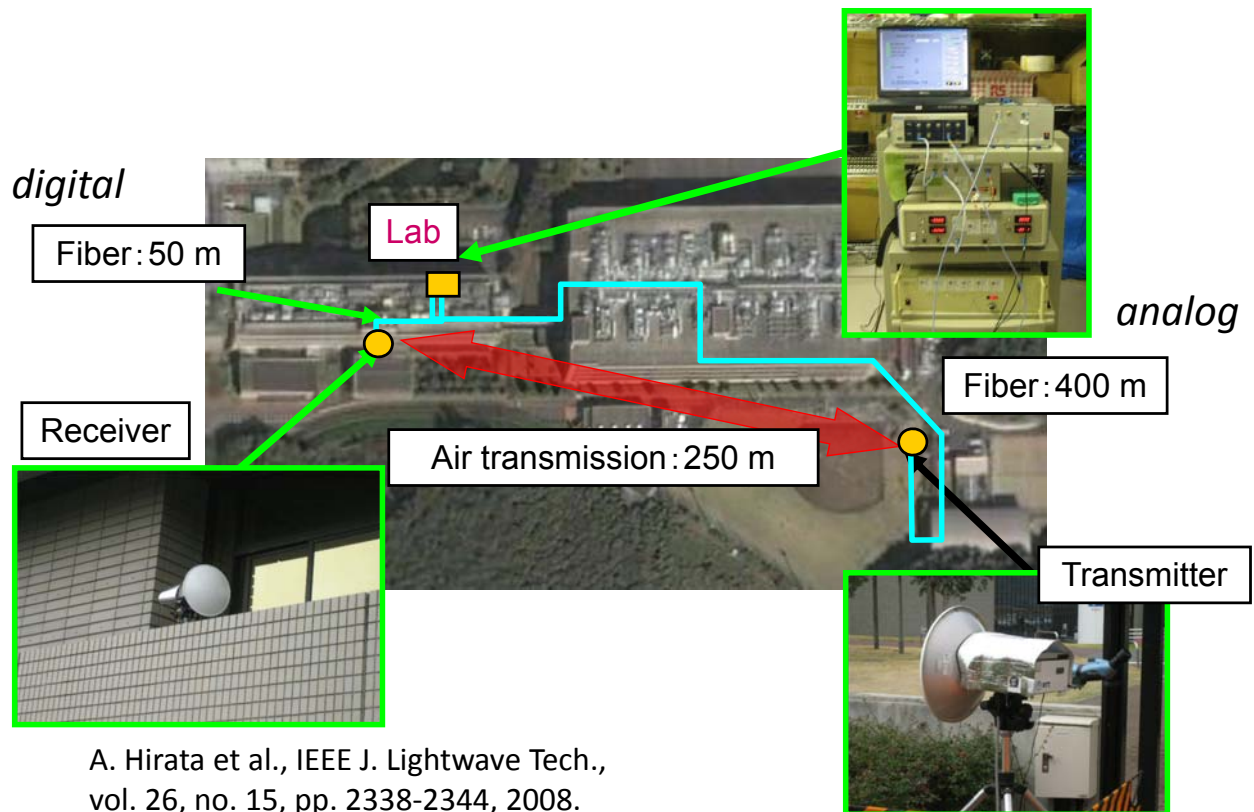 digital
Fiber：50 m
Lab
RS
analog
Fiber：400 m
Receiver
Air transmission：250 m
Transmitter
A. Hirata et al., IEEE J. Lightwave Tech.,
vol. 26, no. 15, pp. 2338-2344, 2008.